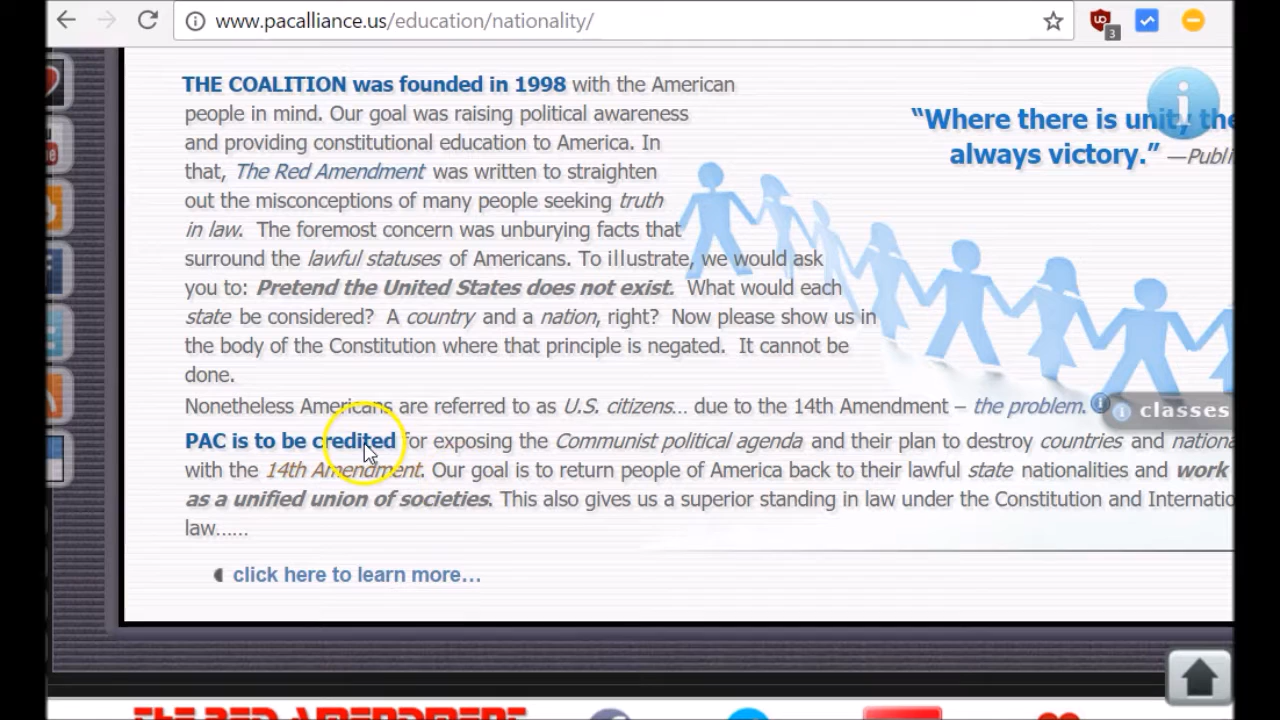 www.pacalliance.us/education/nationality/
3
THE COALITION was founded in 1998 with the American
people in mind. Our goal was raising political awareness
and providing constitutional education to America. In
that, The Red Amendment was written to straighten
out the misconceptions of many people seeking truth
in law. The foremost concern was unburying facts that
surround the lawful statuses of Americans. To illustrate, we would ask
you to: Pretend the United States does not exist. What would each
state be considered? A country and a nation, right? Now please show us in
the body of the Constitution where that principle is negated. It cannot be
done.
“Where there is unity, the
always victory.” —Publi
Nonetheless Americans are referred to as U.S. citizens… due to the 14th Amendment – the problem.
classes
PAC is to be credited for exposing the Communist political agenda and their plan to destroy countries and nationa
with the 14th Amendment. Our goal is to return people of America back to their lawful state nationalities and work
as a unified union of societies. This also gives us a superior standing in law under the Constitution and Internatio
law……
click here to learn more…
THE RED AMENDMENT